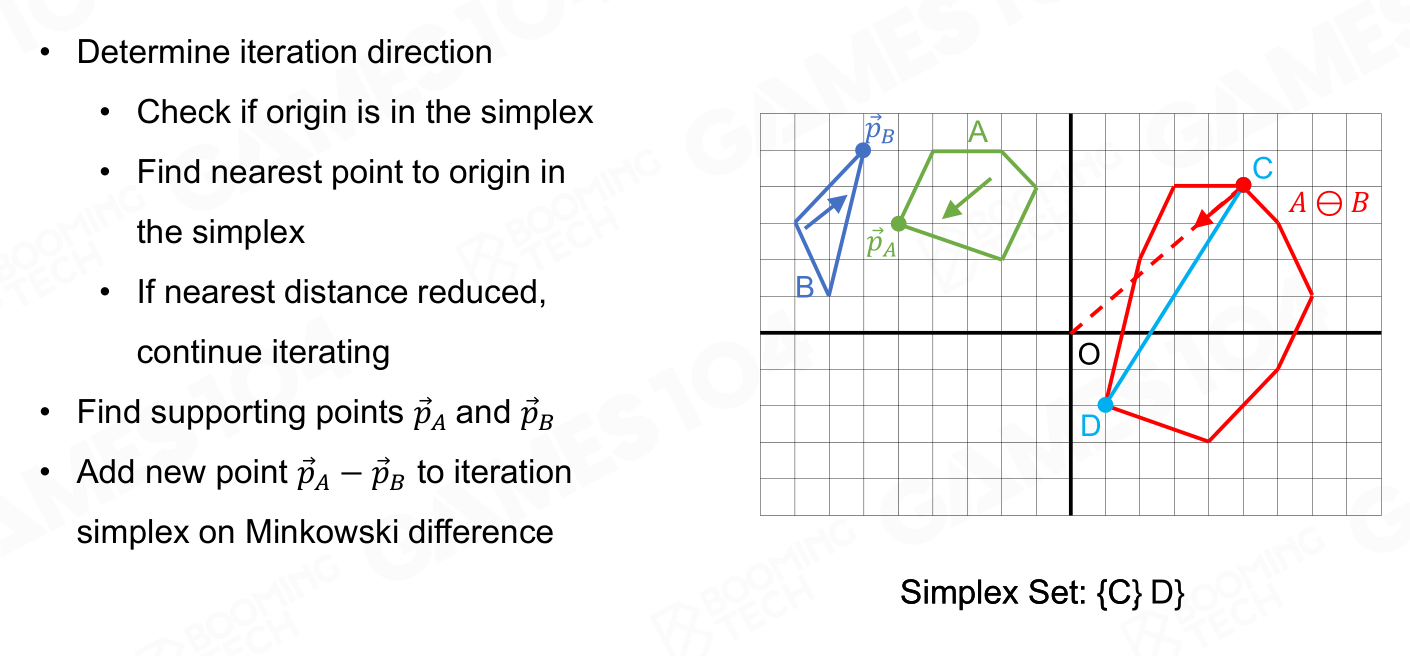 • Determine iteration direction
• Check if origin is in the simplex
• Find nearest point to origin in
the simplex
• If nearest distance reduced,
continue iterating
• Find supporting points $\vec{p}_A$ and $\vec{p}_B$
• Add new point $\vec{p}_A - \vec{p}_B$ to iteration
simplex on Minkowski difference
$\vec{p}_B$
A
C
$A \ominus B$
$\vec{p}_A$
B
O
D
Simplex Set: {C} D}
GAMES104
BOOMING
TECH